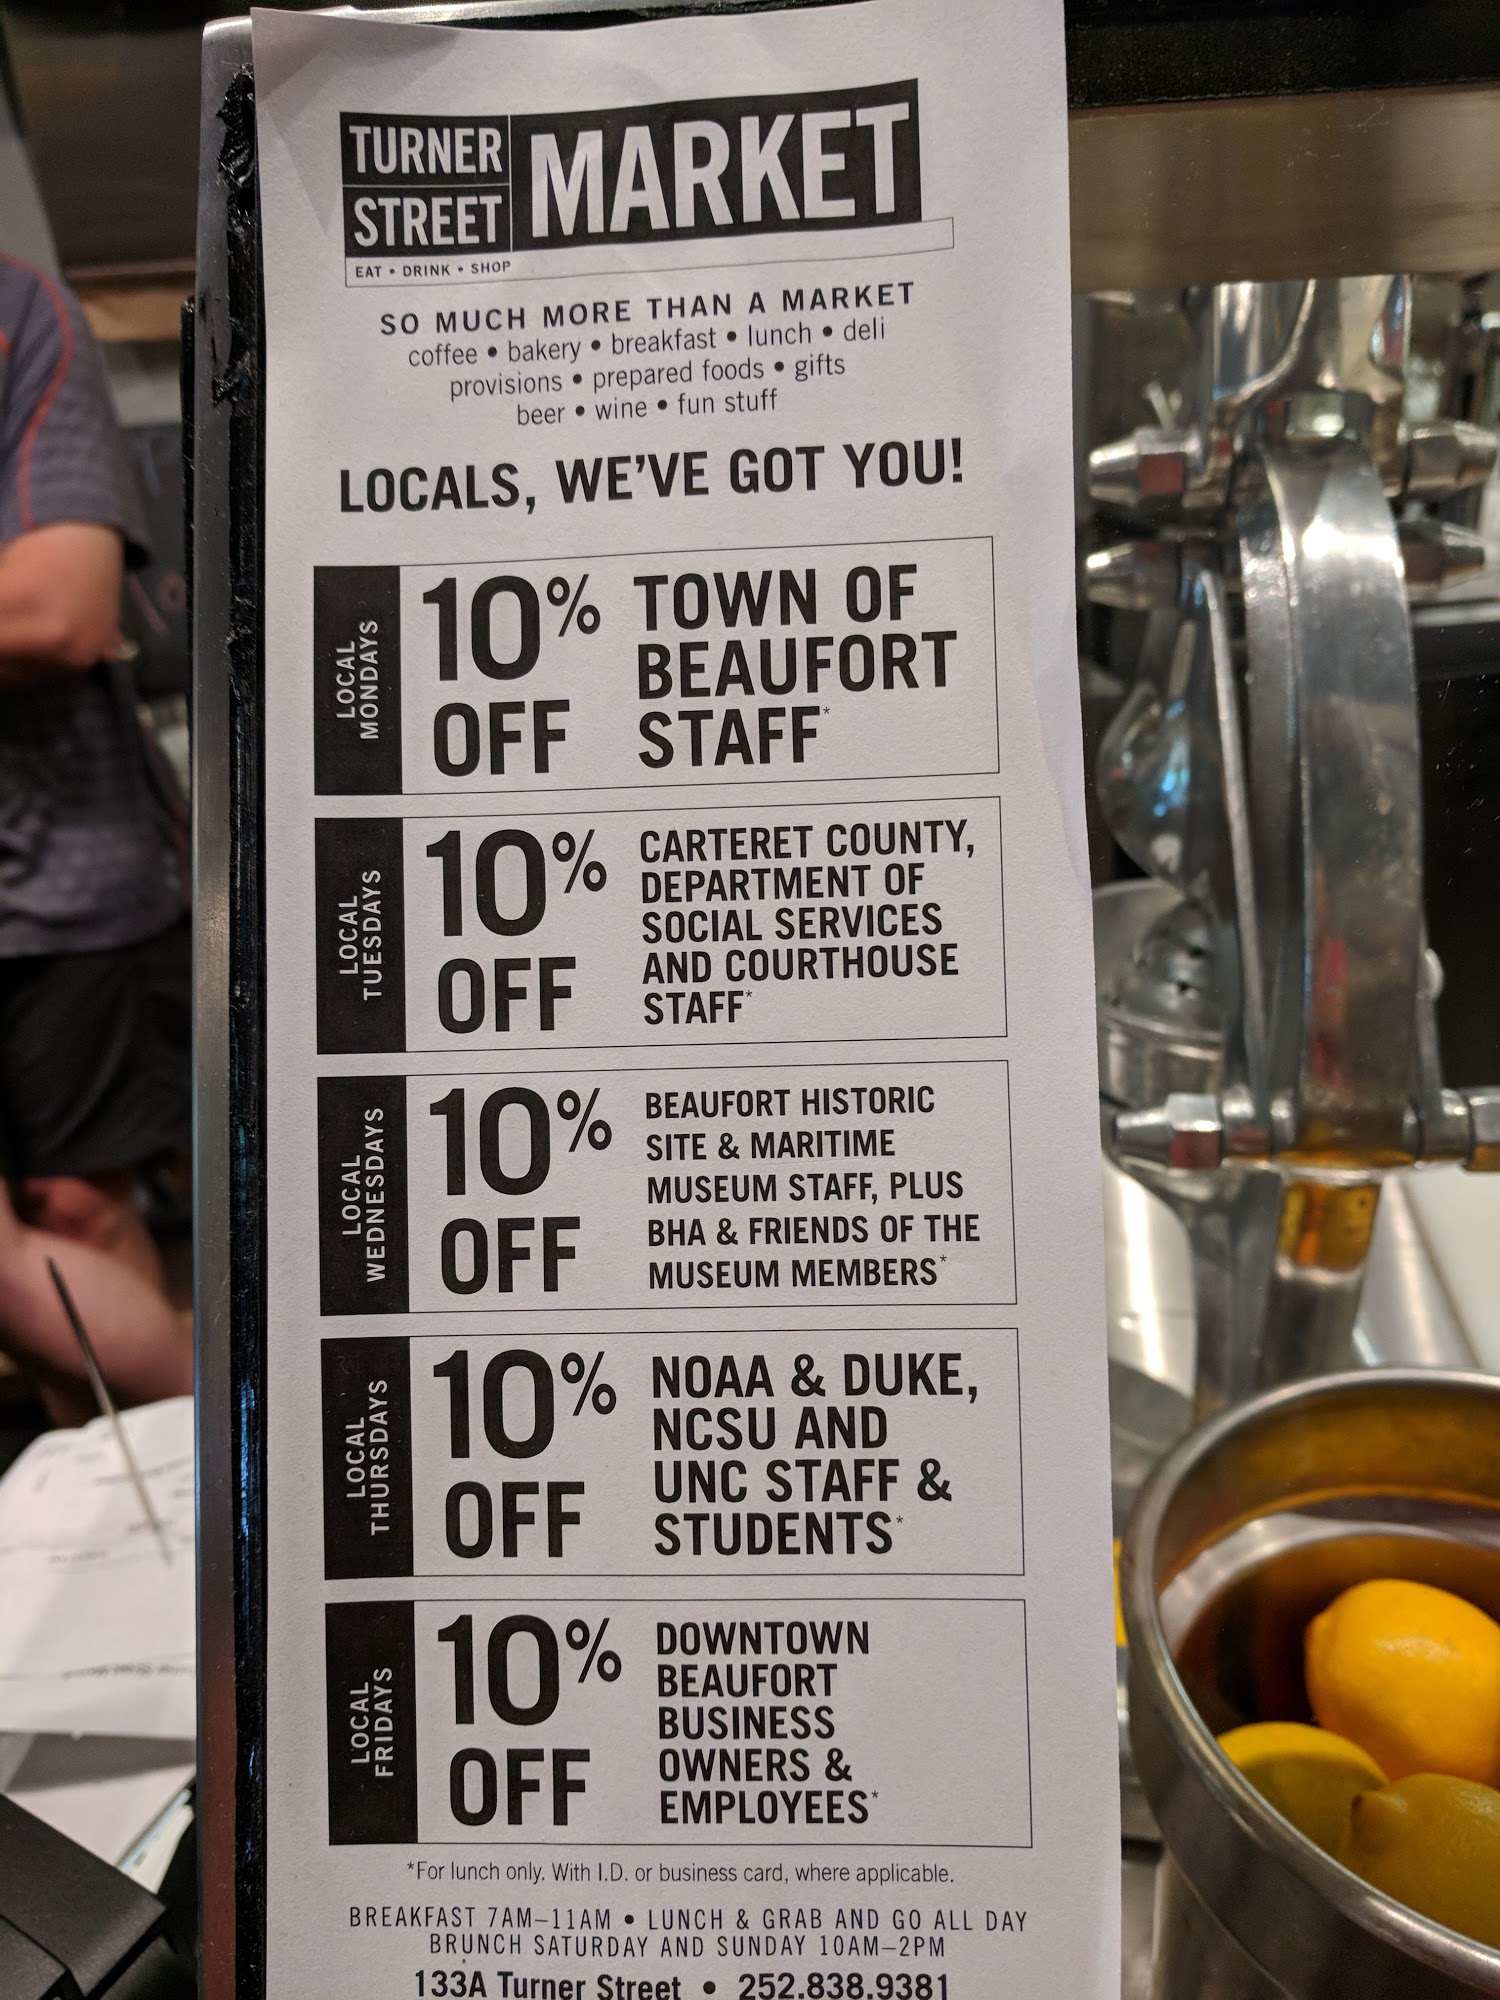 TURNER
STREET
MARKET
EAT • DRINK • SHOP
SO MUCH MORE THAN A MARKET
coffee • bakery • breakfast • lunch • deli
provisions • prepared foods • gifts
beer • wine • fun stuff
LOCALS, WE'VE GOT YOU!
LOCAL
MONDAYS
10%
OFF
TOWN OF
BEAUFORT
STAFF*
LOCAL
TUESDAYS
10%
OFF
CARTERET COUNTY,
DEPARTMENT OF
SOCIAL SERVICES
AND COURTHOUSE
STAFF*
LOCAL
WEDNESDAYS
10%
OFF
BEAUFORT HISTORIC
SITE & MARITIME
MUSEUM STAFF, PLUS
BHA & FRIENDS OF THE
MUSEUM MEMBERS*
LOCAL
THURSDAYS
10%
OFF
NOAA & DUKE,
NCSU AND
UNC STAFF &
STUDENTS*
LOCAL
FRIDAYS
10%
OFF
DOWNTOWN
BEAUFORT
BUSINESS
OWNERS &
EMPLOYEES*
*For lunch only. With I.D. or business card, where applicable.
BREAKFAST 7AM–11AM • LUNCH & GRAB AND GO ALL DAY
BRUNCH SATURDAY AND SUNDAY 10AM–2PM
133A Turner Street • 252.838.9381